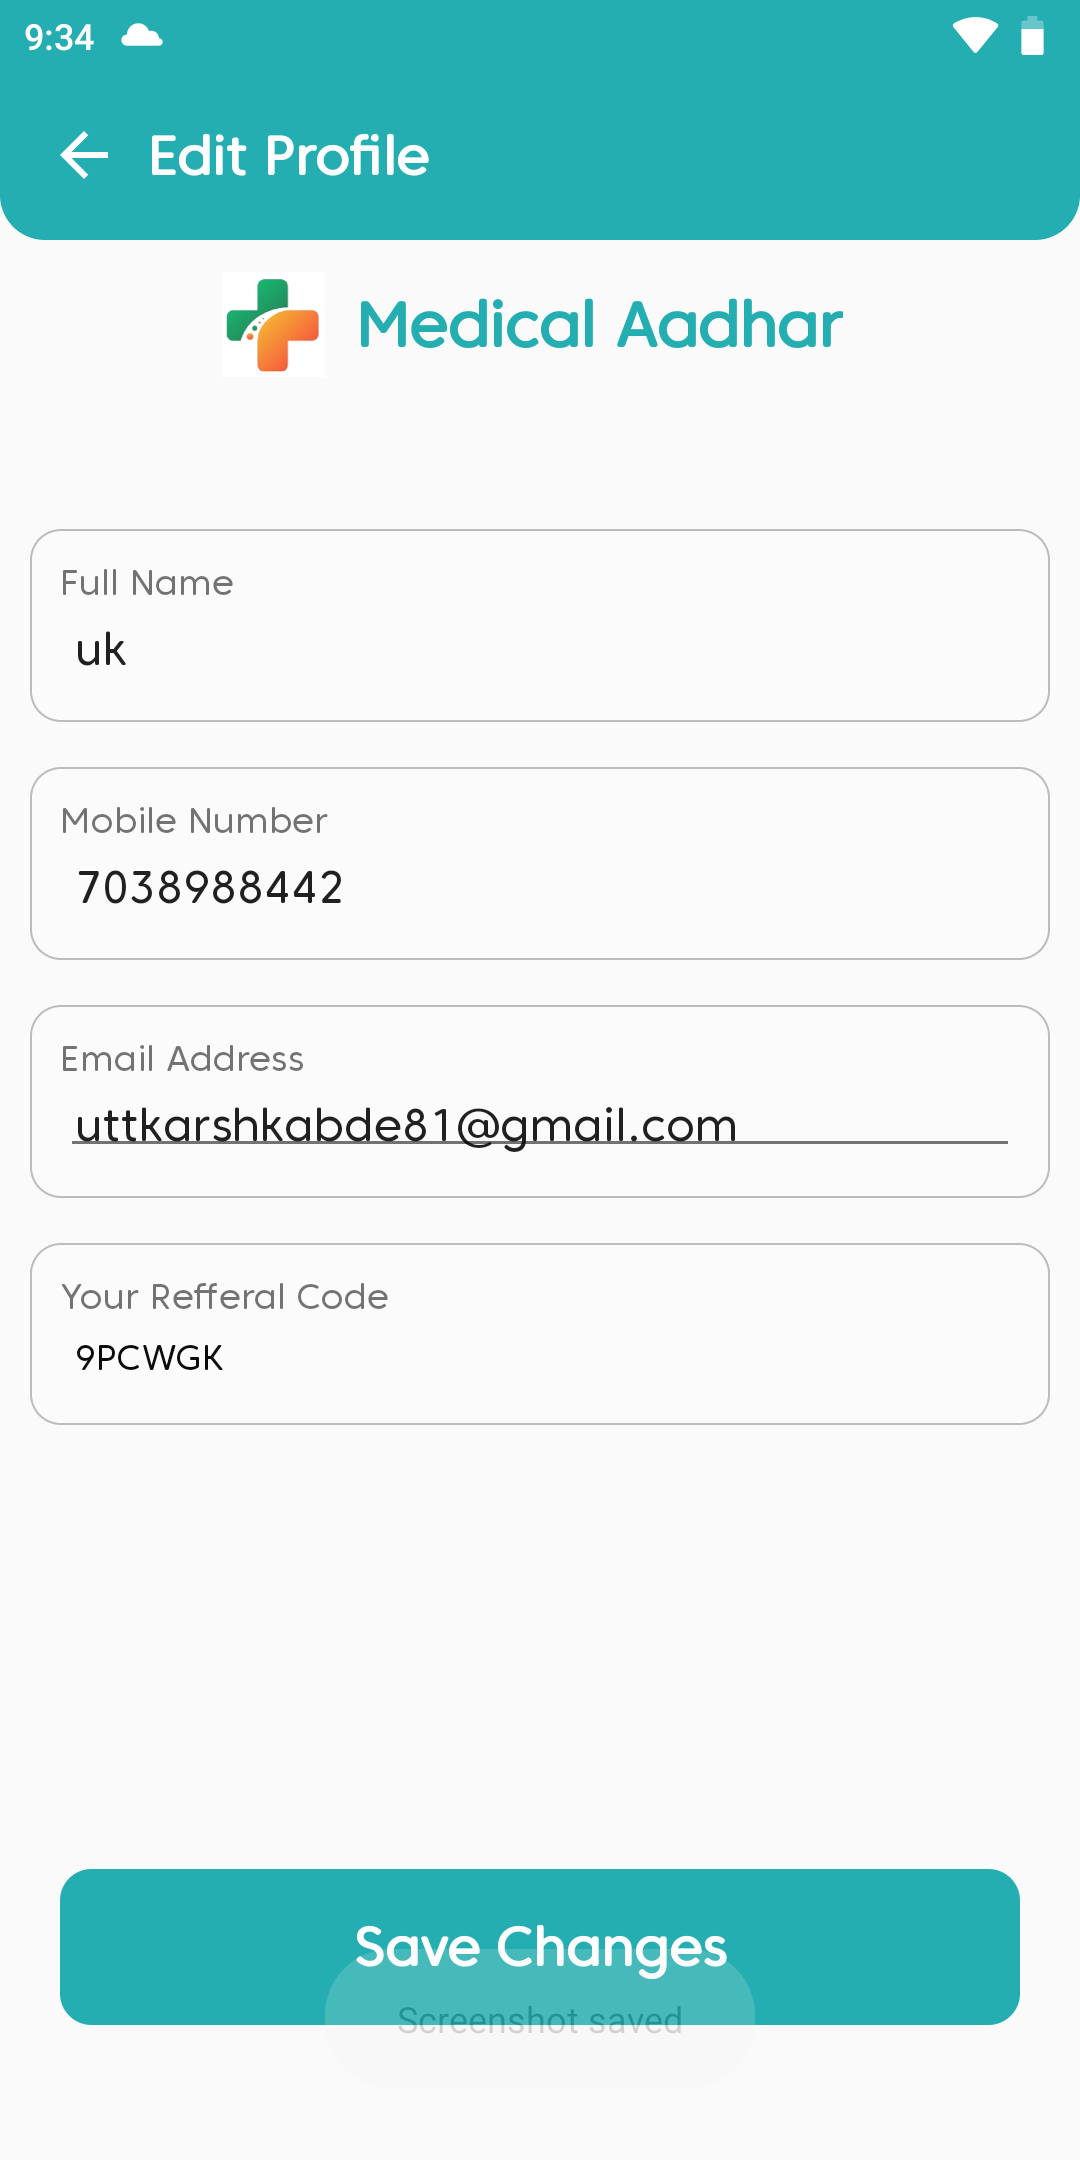 9:34
Edit Profile
Medical Aadhar
Full Name
uk
Mobile Number
7038988442
Email Address
uttkarshkabde81@gmail.com
Your Refferal Code
9PCWGK
Save Changes
Screenshot saved